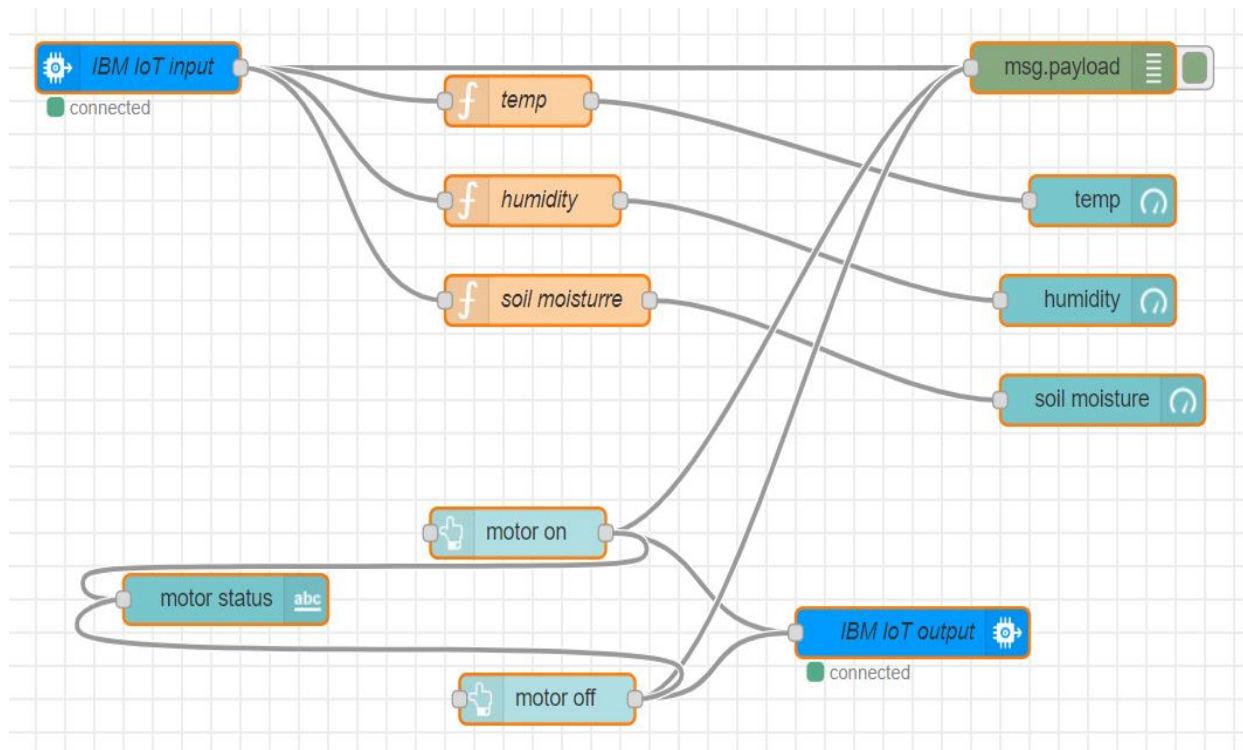 IBM IoT input
connected
msg.payload
temp
temp
humidity
humidity
soil moisturre
soil moisture
motor on
motor status
abc
IBM IoT output
connected
motor off